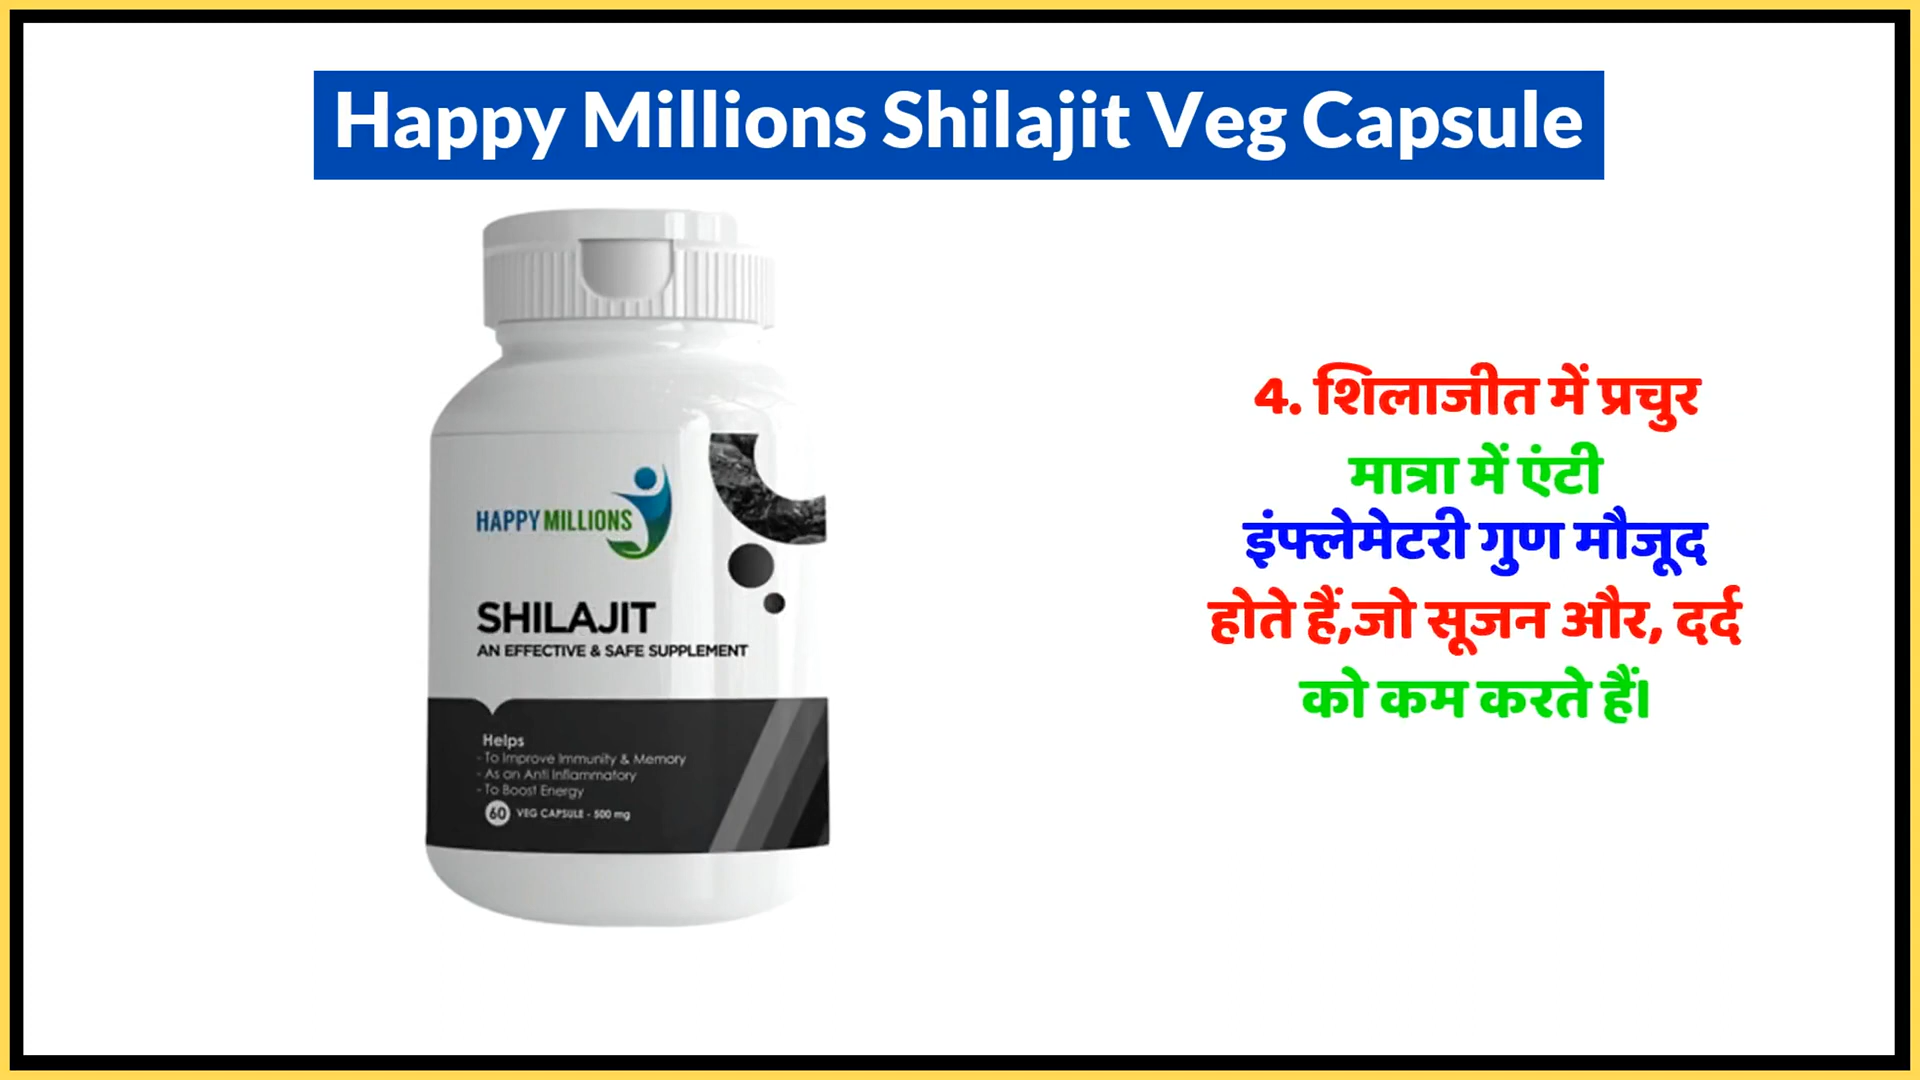 Happy Millions Shilajit Veg Capsule
HAPPY MILLIONS
SHILAJIT
AN EFFECTIVE & SAFE SUPPLEMENT
Helps
- To Improve Immunity & Memory
- As an Anti Inflammatory
- To Boost Energy
60 VEG CAPSULE - 500 mg
4. शिलाजीत में प्रचुर
मात्रा में एंटी
इंफ्लेमेटरी गुण मौजूद
होते हैं,जो सूजन और, दर्द
को कम करते हैं।